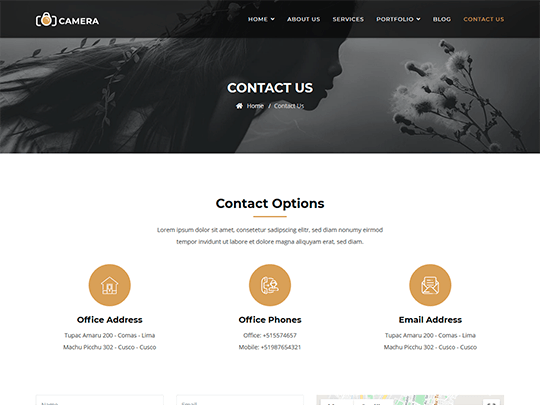 CAMERA
HOME
ABOUT US
SERVICES
PORTFOLIO
BLOG
CONTACT US
CONTACT US
Home / Contact Us
Contact Options
Lorem ipsum dolor sit amet, consetetur sadipscing elitr, sed diam nonumy eirmod
tempor invidunt ut labore et dolore magna aliquyam erat, sed diam.
Office Address
Tupac Amaru 200 - Comas - Lima
Machu Picchu 302 - Cusco - Cusco
Office Phones
Office: +515574657
Mobile: +51987654321
Email Address
Tupac Amaru 200 - Comas - Lima
Machu Picchu 302 - Cusco - Cusco